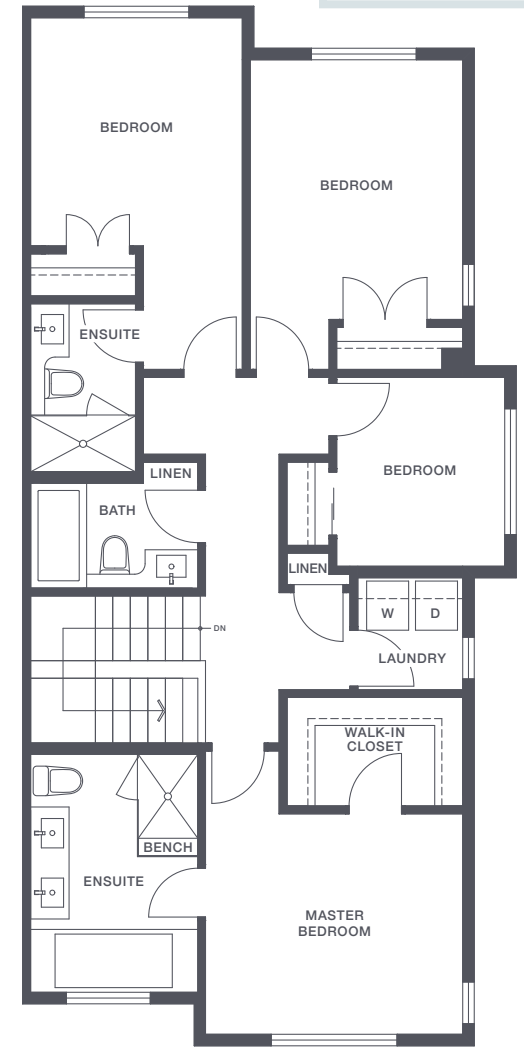 BEDROOM
BEDROOM
ENSUITE
BEDROOM
LINEN
BATH
LINEN
W
D
DN
LAUNDRY
WALK-IN
CLOSET
BENCH
ENSUITE
MASTER
BEDROOM